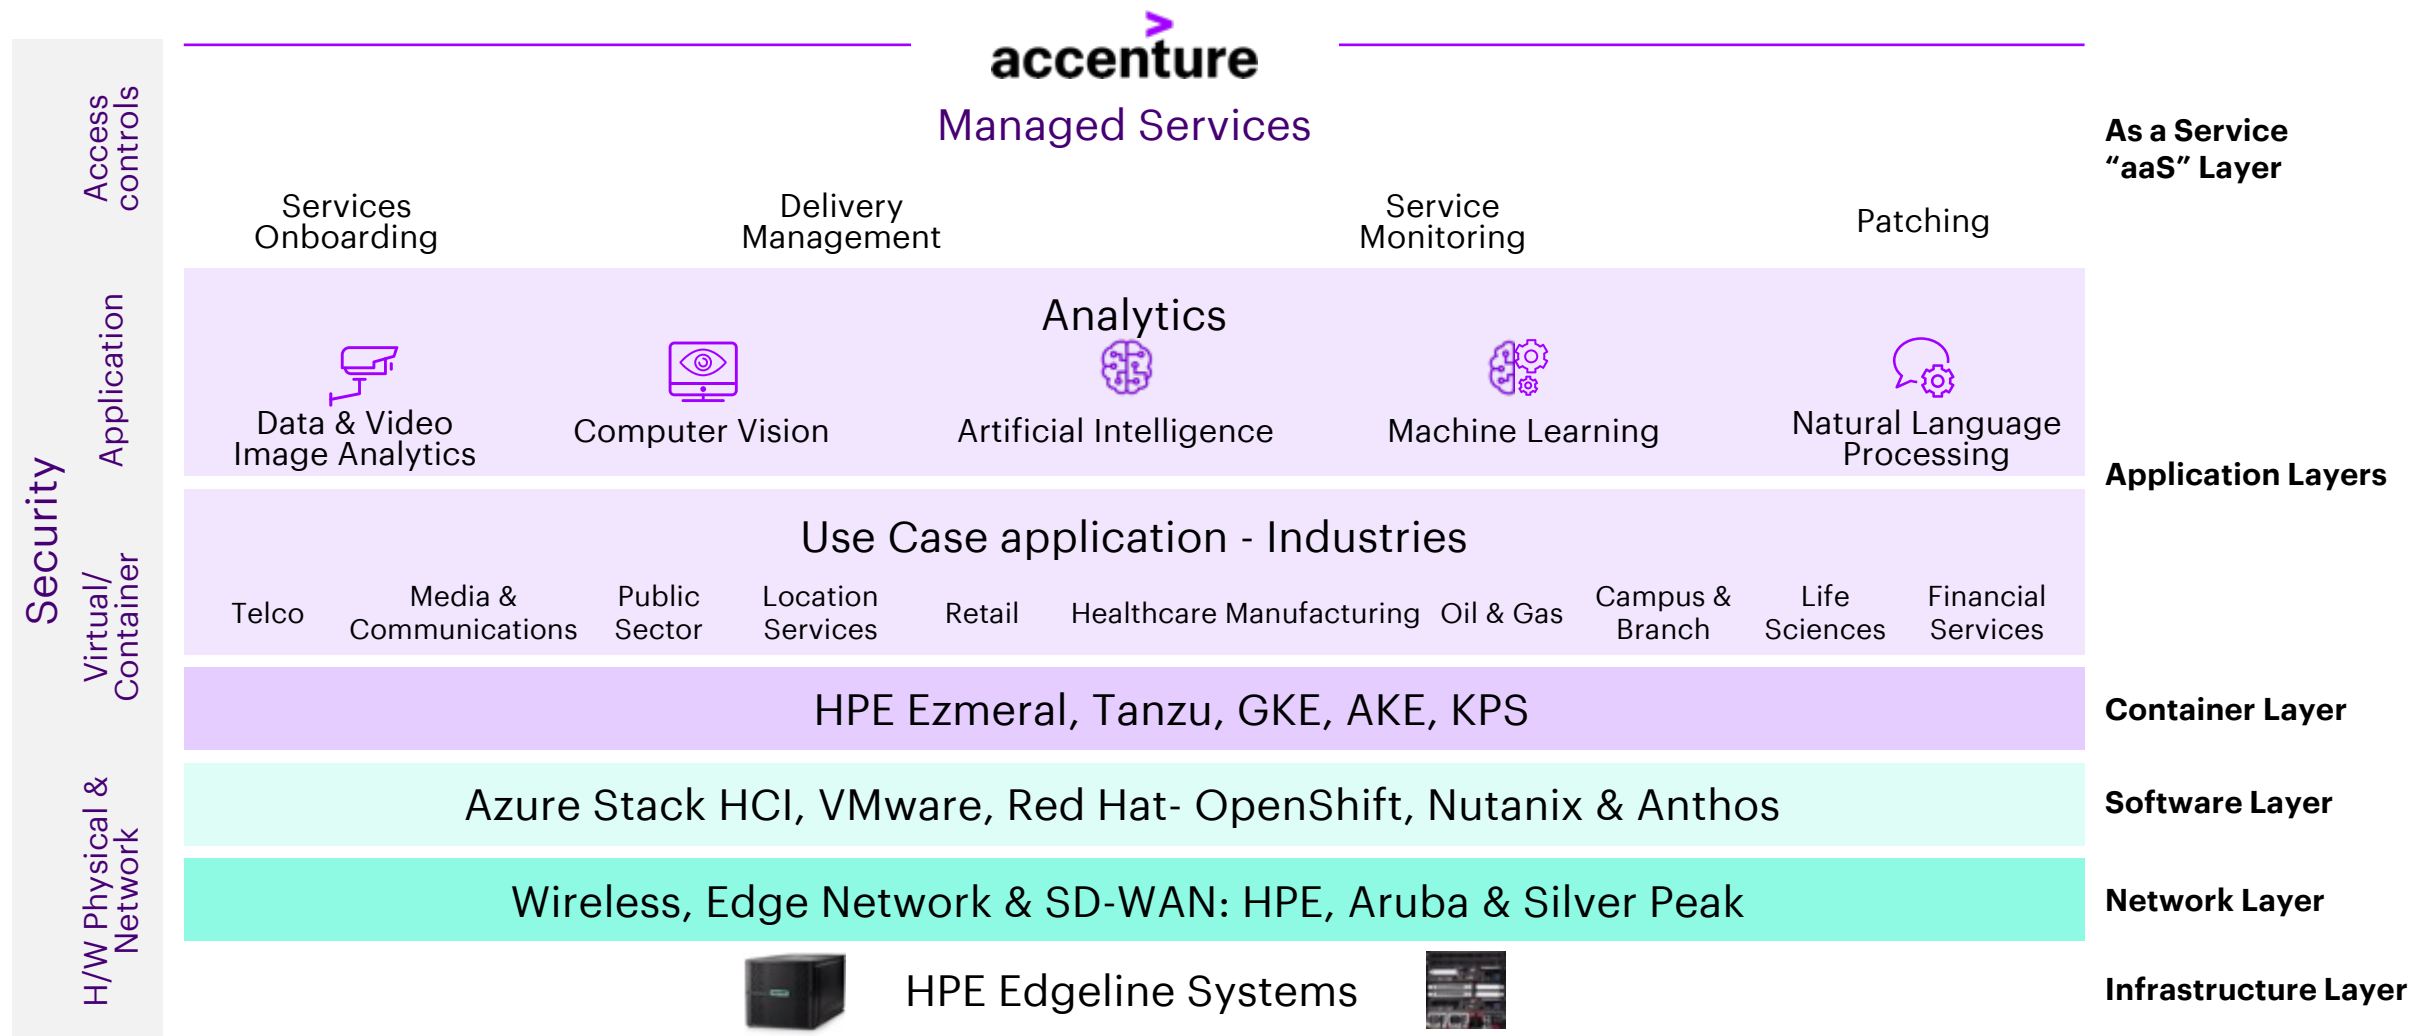 accenture
Managed Services
Services
Onboarding
Delivery
Management
Service
Monitoring
Patching
As a Service
“aaS” Layer
Analytics
Data & Video
Image Analytics
Computer Vision
Artificial Intelligence
Machine Learning
Natural Language
Processing
Application Layers
Use Case application - Industries
Telco
Media &
Communications
Public
Sector
Location
Services
Retail
Healthcare
Manufacturing
Oil & Gas
Campus &
Branch
Life
Sciences
Financial
Services
HPE Ezmeral, Tanzu, GKE, AKE, KPS
Container Layer
Azure Stack HCI, VMware, Red Hat- OpenShift, Nutanix & Anthos
Software Layer
Wireless, Edge Network & SD-WAN: HPE, Aruba & Silver Peak
Network Layer
HPE Edgeline Systems
Infrastructure Layer
Security
Access
controls
Application
Virtual/
Container
H/W Physical &
Network